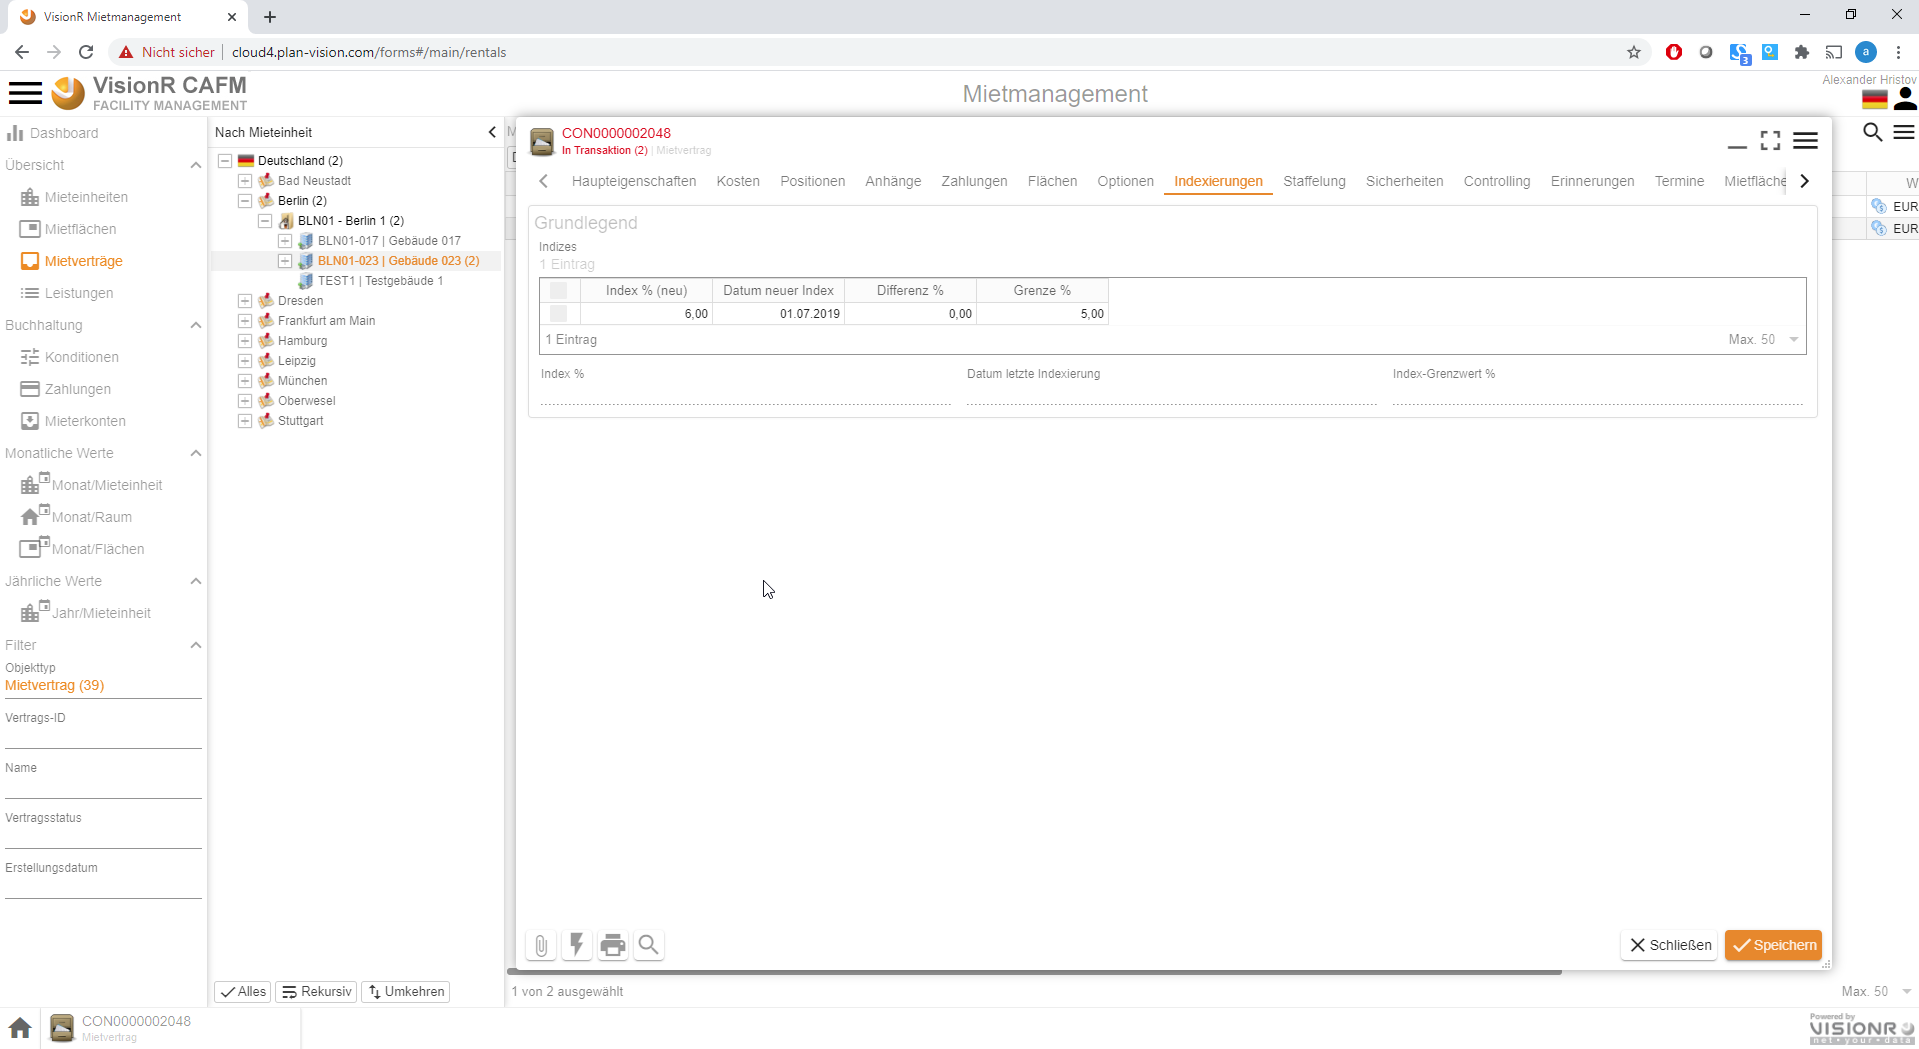 VisionR Mietmanagement
Nicht sicher
cloud4.plan-vision.com/forms#/main/rentals
3
a
VisionR CAFM
FACILITY MANAGEMENT
Mietmanagement
Alexander Hristov
Dashboard
Übersicht
Mieteinheiten
Mietflächen
Mietverträge
Leistungen
Buchhaltung
Konditionen
Zahlungen
Mieterkonten
Monatliche Werte
Monat/Mieteinheit
Monat/Raum
Monat/Flächen
Jährliche Werte
Jahr/Mieteinheit
Filter
Objekttyp
Mietvertrag (39)
Vertrags-ID
Name
Vertragsstatus
Erstellungsdatum
Nach Mieteinheit
Deutschland (2)
Bad Neustadt
Berlin (2)
BLN01 - Berlin 1 (2)
BLN01-017 | Gebäude 017
BLN01-023 | Gebäude 023 (2)
TEST1 | Testgebäude 1
Dresden
Frankfurt am Main
Hamburg
Leipzig
München
Oberwesel
Stuttgart
Alles
Rekursiv
Umkehren
CON0000002048
In Transaktion (2) | Mietvertrag
Haupteigenschaften Kosten Positionen Anhänge Zahlungen Flächen Optionen Indexierungen Staffelung Sicherheiten Controlling Erinnerungen Termine Mietfläche
Grundlegend
Indizes
1 Eintrag
Index % (neu) Datum neuer Index Differenz % Grenze %
6,00 01.07.2019 0,00 5,00
1 Eintrag
Max. 50
Index % Datum letzte Indexierung Index-Grenzwert %
Schließen
Speichern
W
EUR
EUR
1 von 2 ausgewählt
Max. 50
CON0000002048
Mietvertrag
Powered by
VISIONR
net • your • data